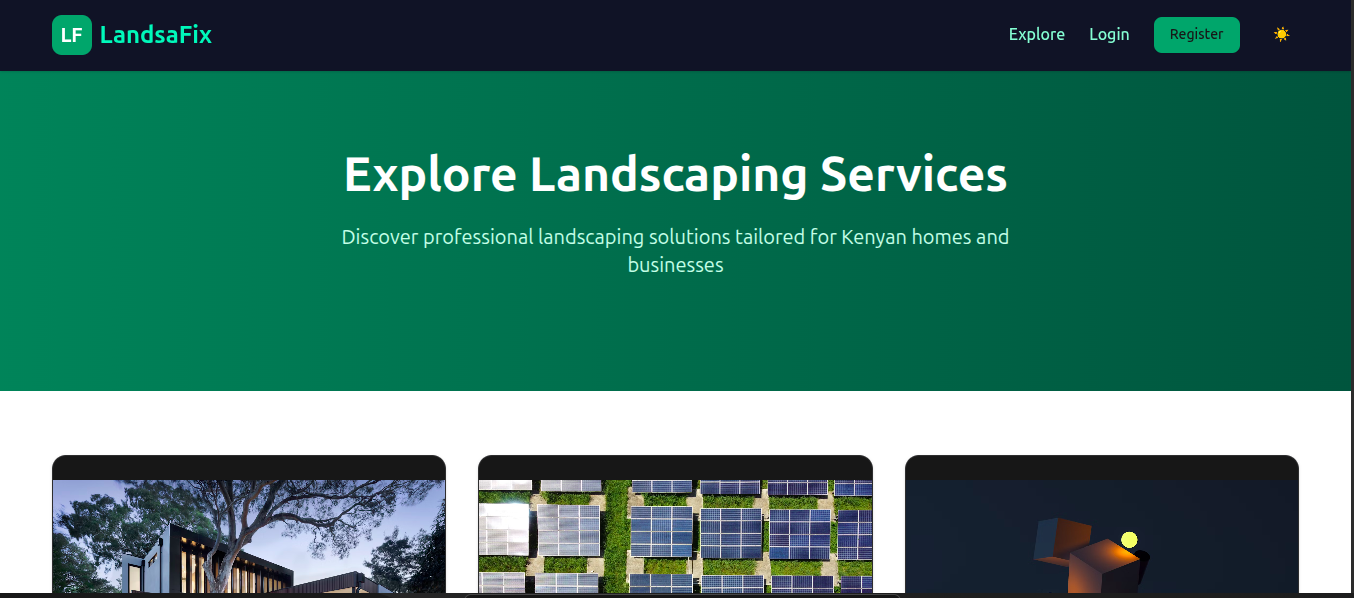 LF LandsaFix Explore Login Register
Explore Landscaping Services
Discover professional landscaping solutions tailored for Kenyan homes and
businesses